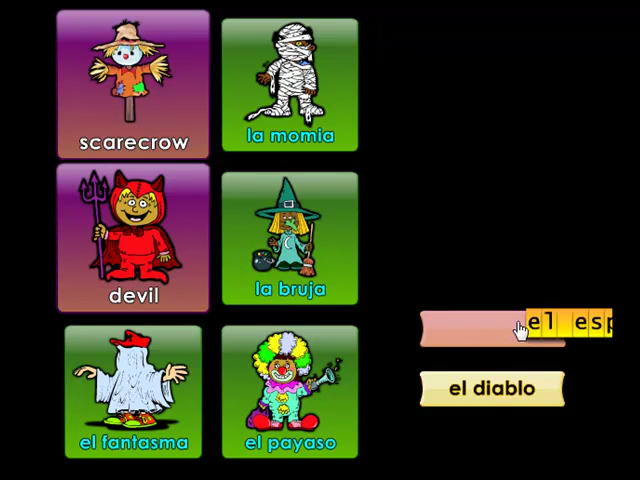 scarecrow
la momia
devil
la bruja
el esp
el diablo
el fantasma
el payaso